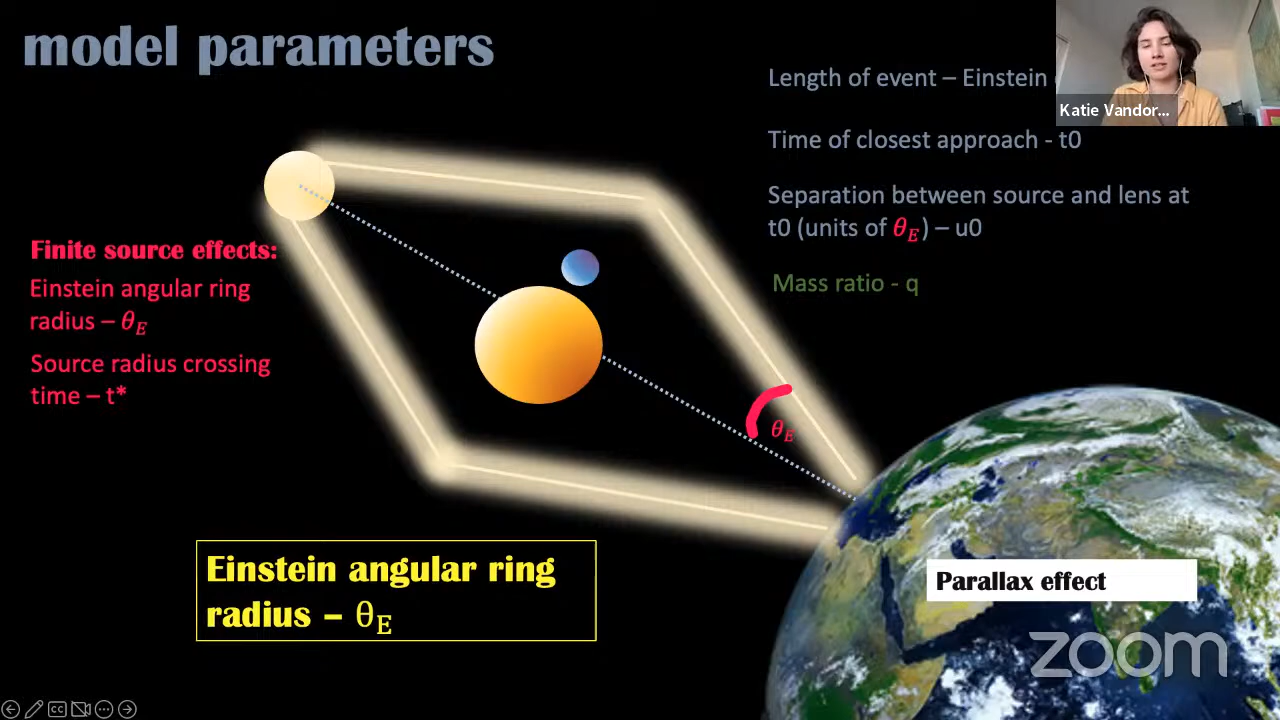 model parameters
Length of event – Einstein
Katie Vandor...
Time of closest approach - t0
Separation between source and lens at
t0 (units of θE) – u0
Mass ratio - q
Finite source effects:
Einstein angular ring
radius – θE
Source radius crossing
time – t*
θE
Einstein angular ring
radius – θE
Parallax effect
zoom
CC